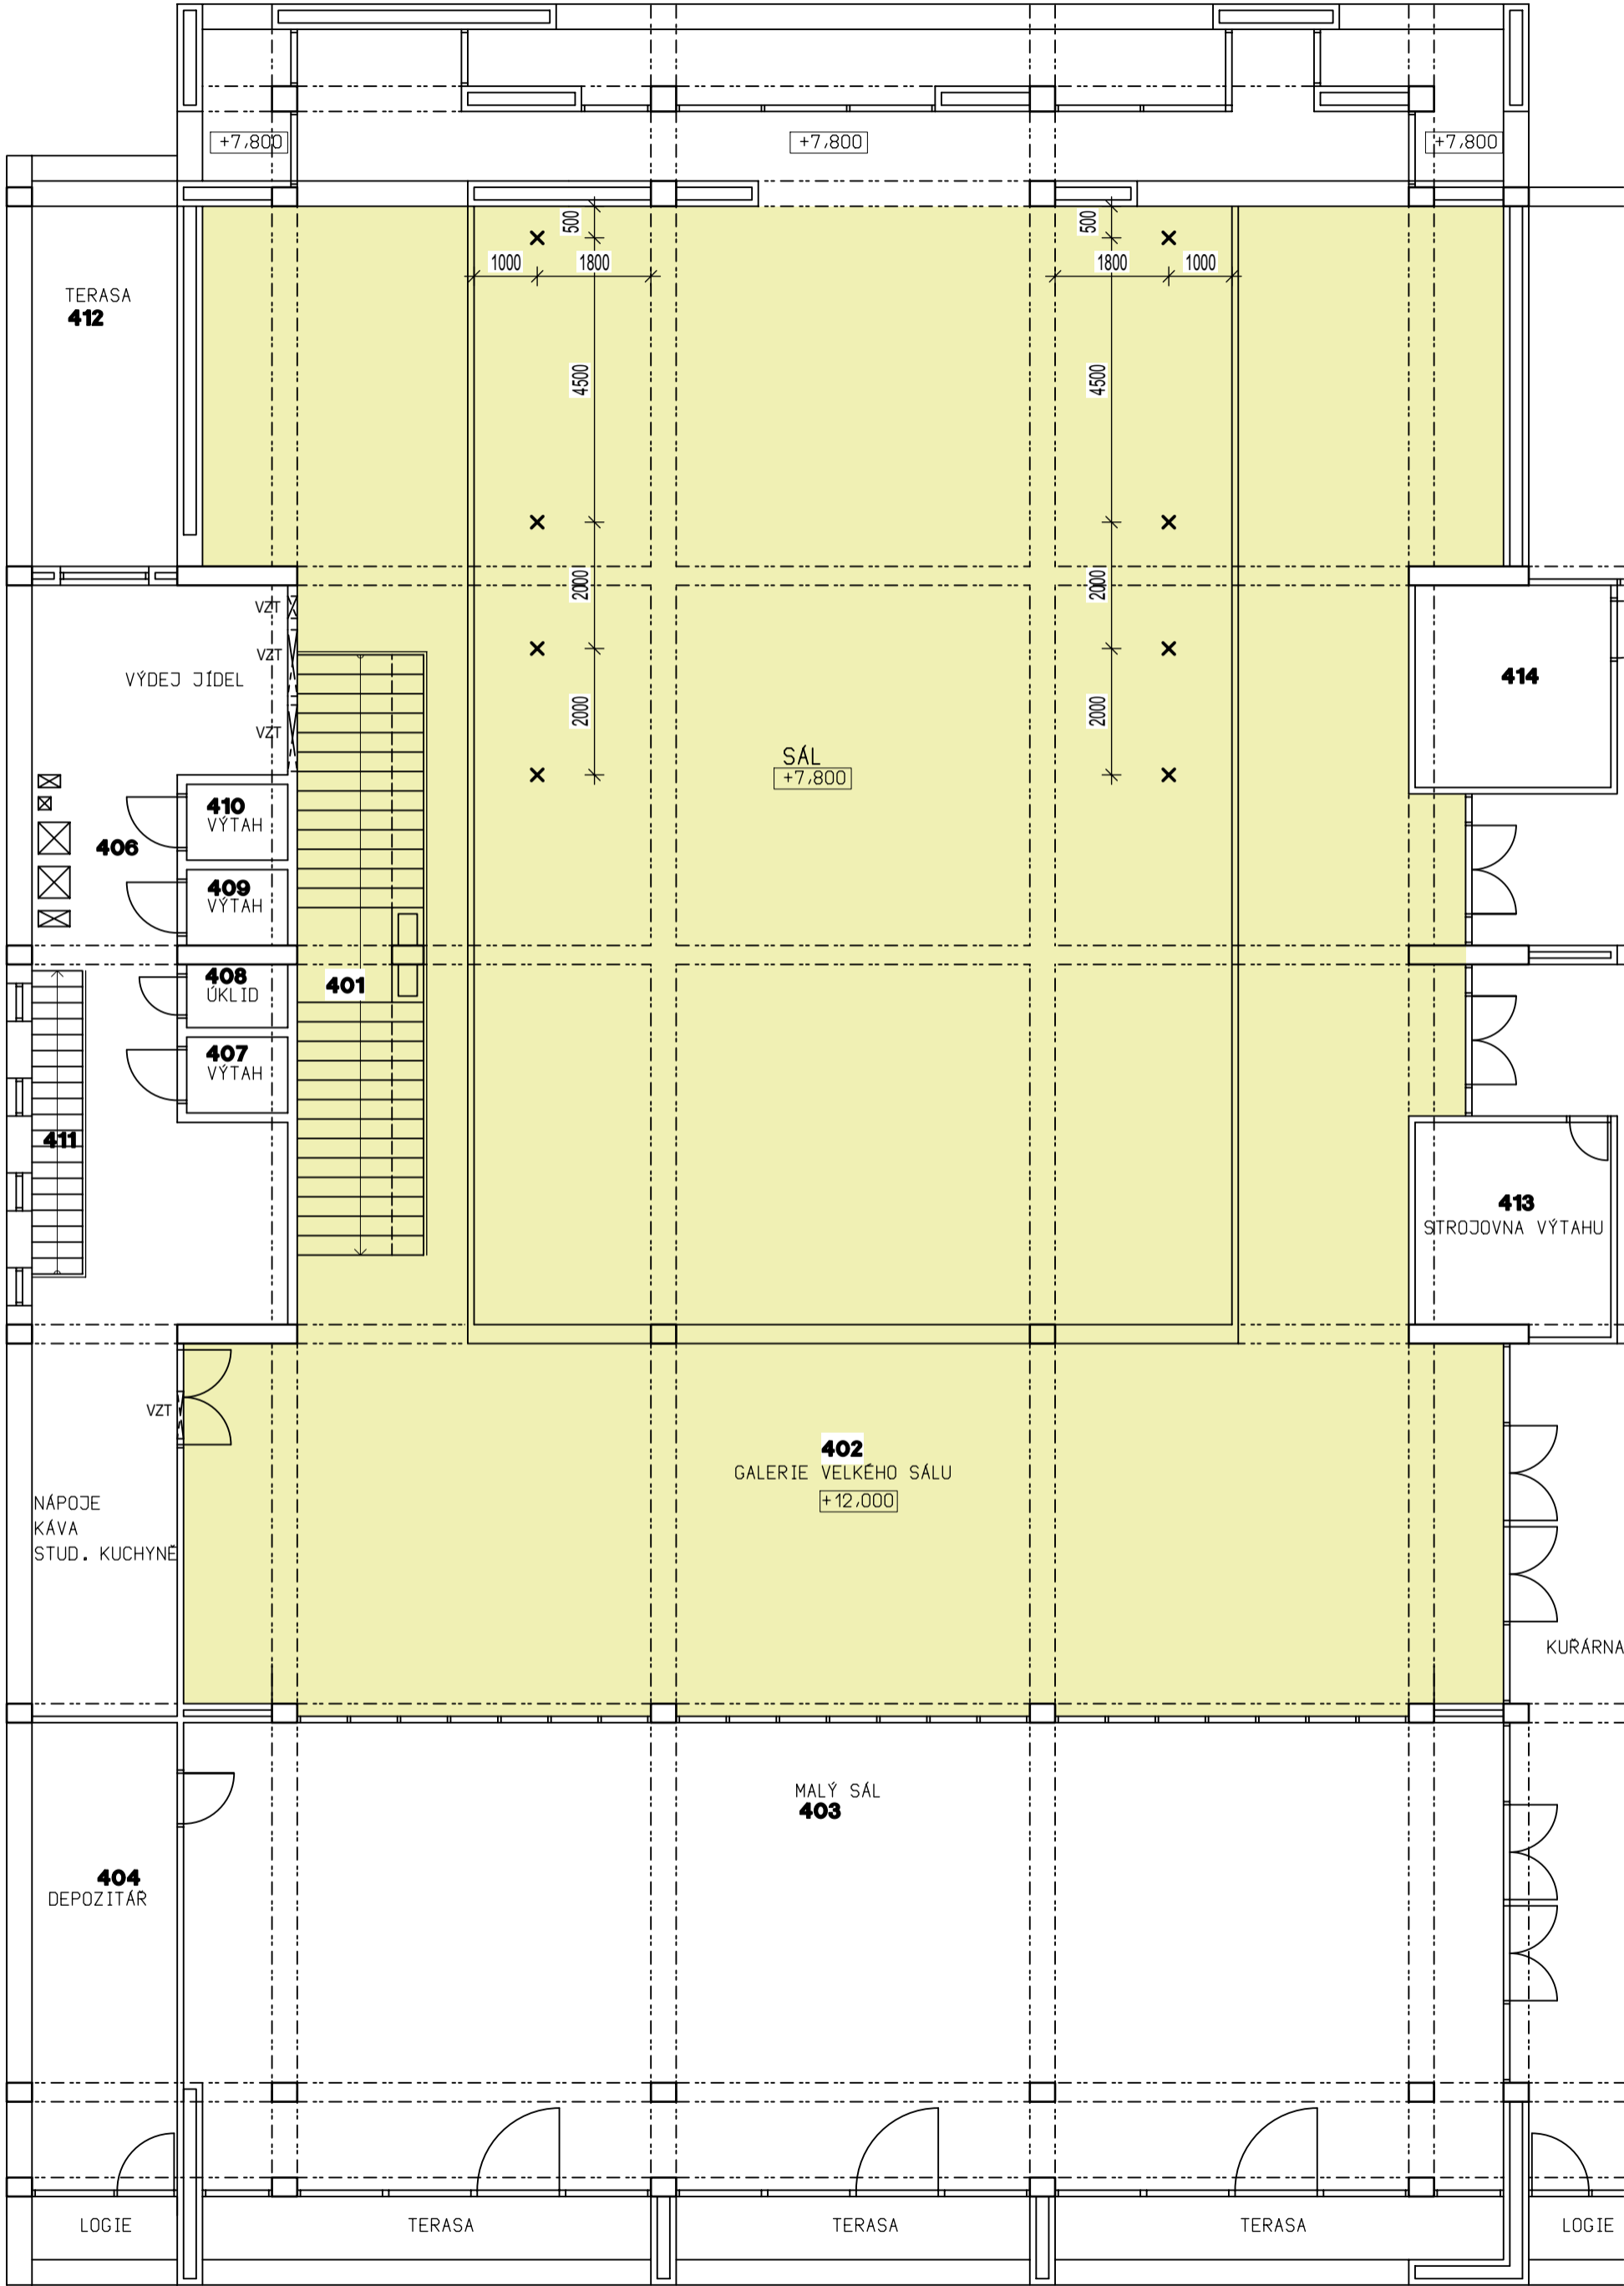 +7,800
+7,800
+7,800
500
500
1000
1800
1800
1000
TERASA
412
4500
4500
2000
2000
VZT
VZT
VÝDEJ JÍDEL
414
2000
2000
VZT
SÁL
+7,800
410
VÝTAH
406
409
VÝTAH
408
ÚKLID
401
407
VÝTAH
411
413
STROJOVNA VÝTAHU
VZT
402
GALERIE VELKÉHO SÁLU
+12,000
NÁPOJE
KÁVA
STUD. KUCHYNĚ
KUŘÁRNA
MALÝ SÁL
403
404
DEPOZITÁŘ
LOGIE
TERASA
TERASA
TERASA
LOGIE